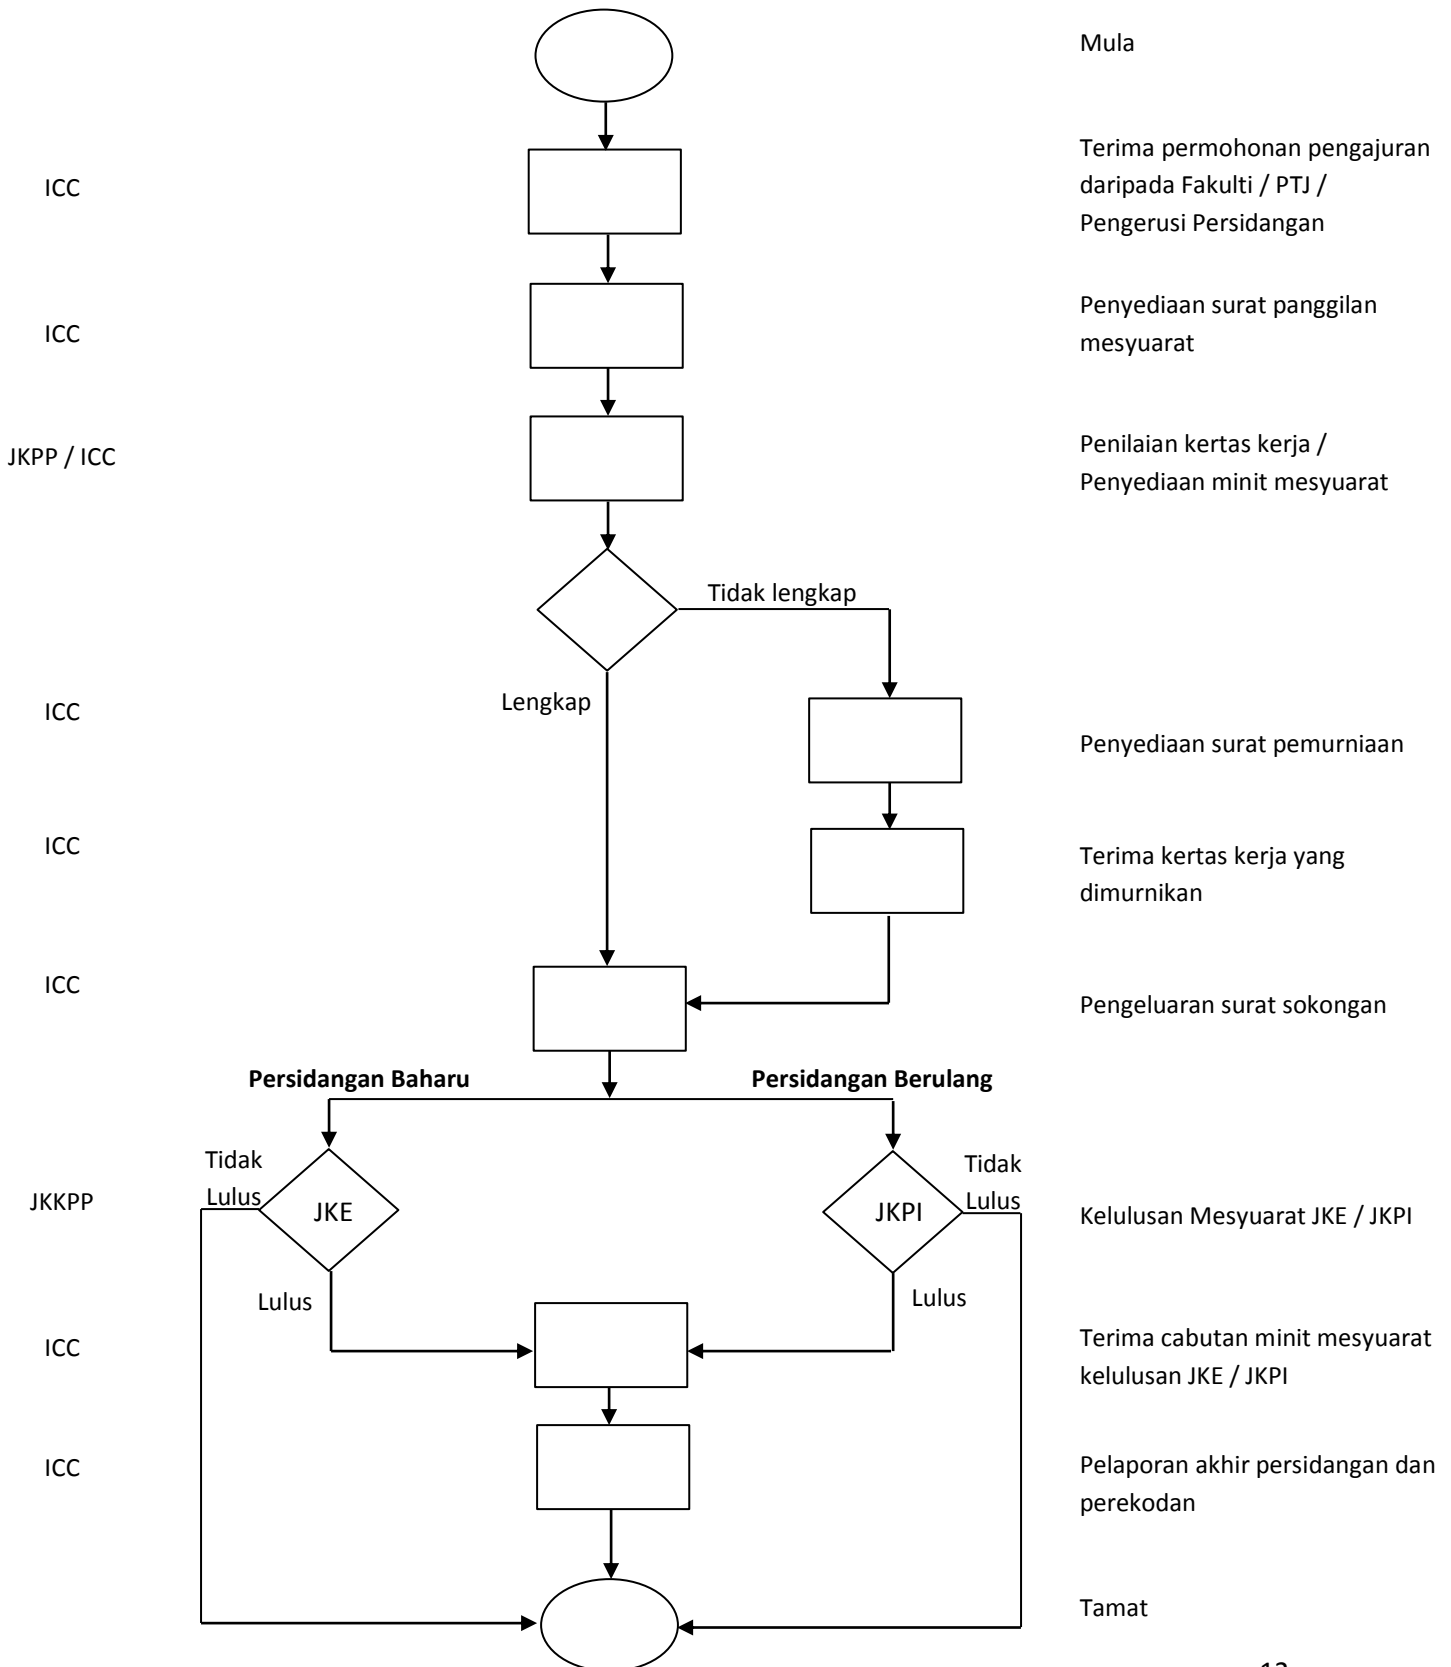 Mula
Terima permohonan pengajuran
daripada Fakulti / PTJ /
ICC
Pengerusi Persidangan
Penyediaan surat panggilan
ICC
mesyuarat
Penilaian kertas kerja /
JKPP / ICC
Penyediaan minit mesyuarat
Tidak lengkap
Lengkap
ICC
Penyediaan surat pemurniaan
ICC
Terima kertas kerja yang
dimurnikan
ICC
Pengeluaran surat sokongan
Persidangan Baharu
Persidangan Berulang
Tidak
Lulus
Tidak
Lulus
JKKPP
JKE
JKPI
Kelulusan Mesyuarat JKE / JKPI
Lulus
Lulus
ICC
Terima cabutan minit mesyuarat
kelulusan JKE / JKPI
ICC
Pelaporan akhir persidangan dan
perekodan
Tamat